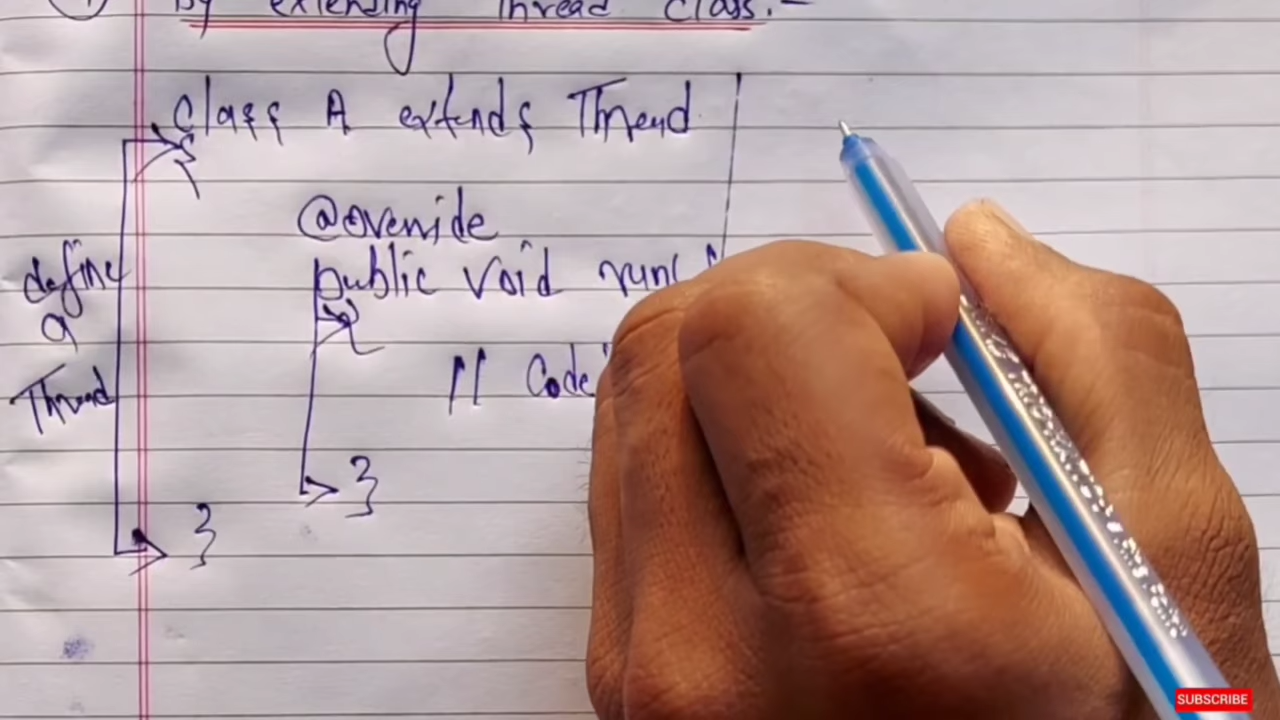 By extending Thread Class.-
Class A extends Thread
{
@override
public void run(
{
// Code
}
}
define
a
Thread
SUBSCRIBE